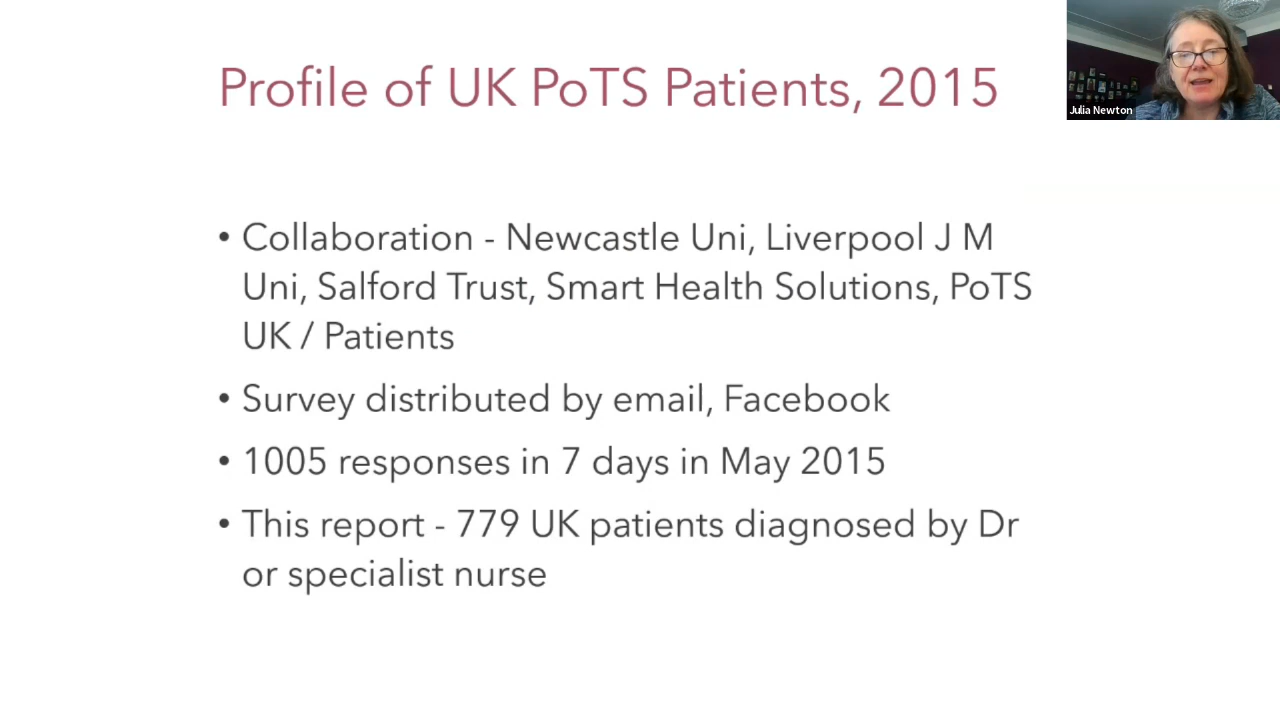 Profile of UK PoTS Patients, 2015
Julia Newton
• Collaboration - Newcastle Uni, Liverpool J M
Uni, Salford Trust, Smart Health Solutions, PoTS
UK / Patients
• Survey distributed by email, Facebook
• 1005 responses in 7 days in May 2015
• This report - 779 UK patients diagnosed by Dr
or specialist nurse